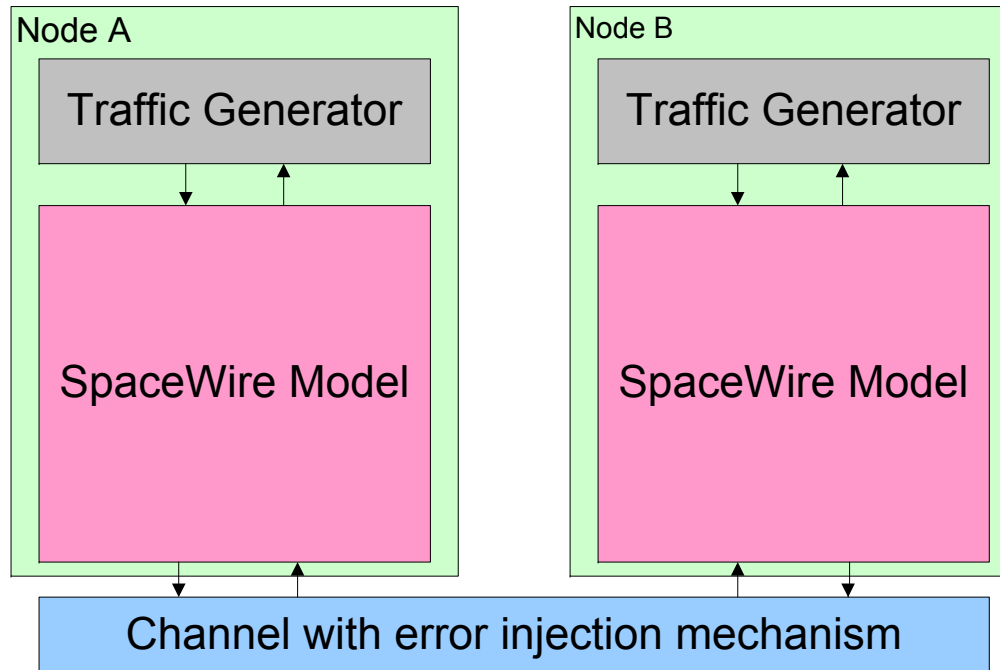 Node A
Traffic Generator
SpaceWire Model
Node B
Traffic Generator
SpaceWire Model
Channel with error injection mechanism